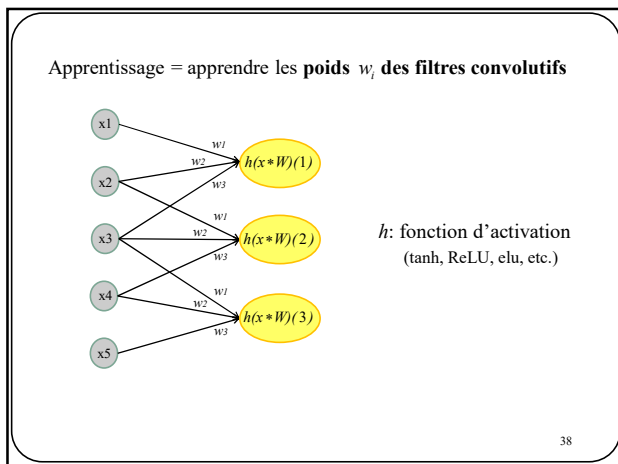 Apprentissage = apprendre les poids wi des filtres convolutifs
x1
w1
w2
h(x*W)(1)
x2
w3
w1
x3
w2
h(x*W)(2)
h: fonction d'activation
w3
(tanh, ReLU, elu, etc.)
x4
w1
w2
h(x*W)(3)
w3
x5
38